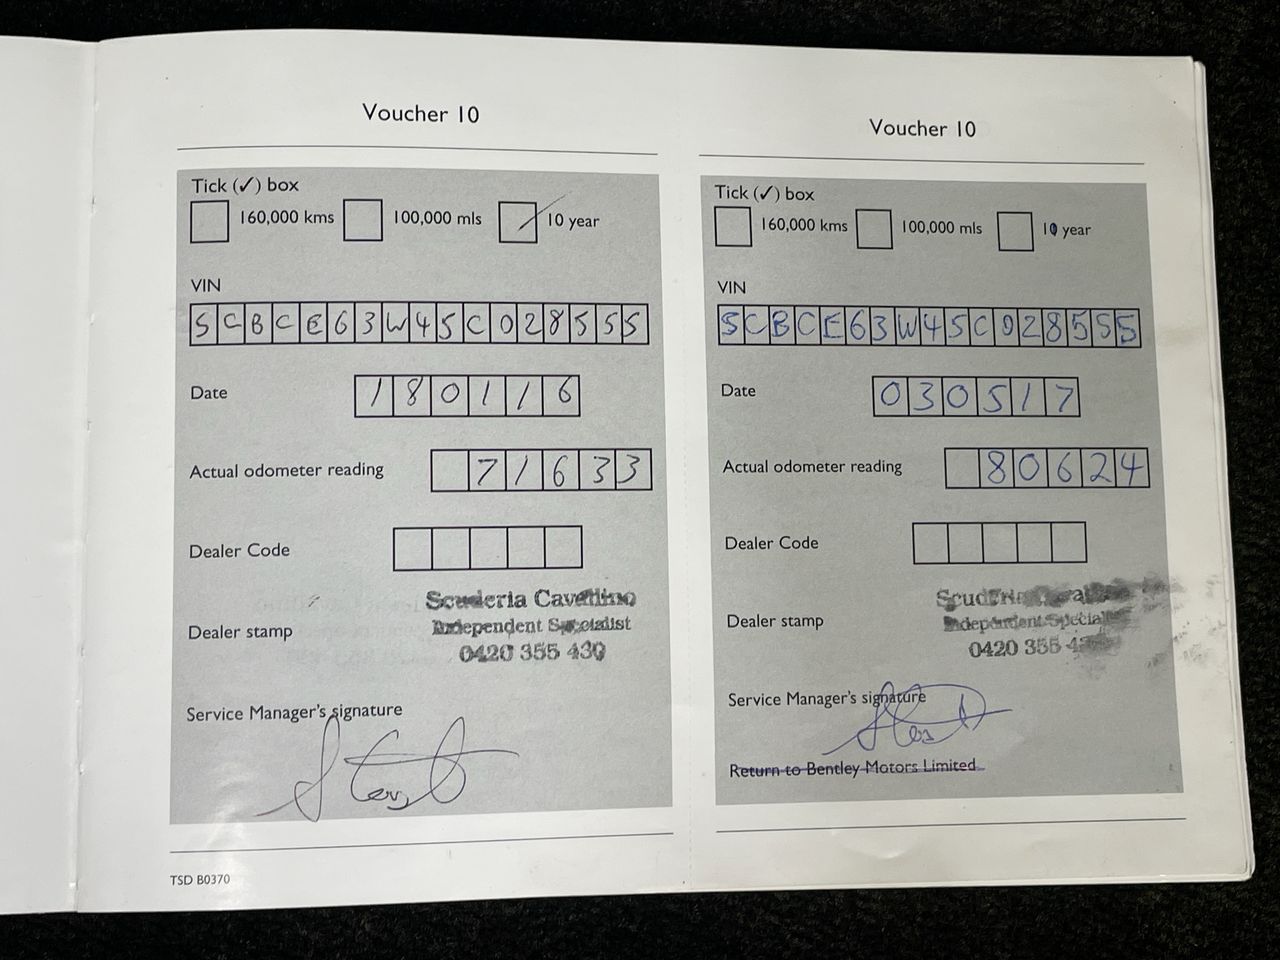 Voucher 10
Tick (✓) box
160,000 kms 100,000 mls 10 year
VIN
SCBCE63W45C028555
Date 180116
Actual odometer reading 71633
Dealer Code
Scuderia Cavallino
Independent Specialist
Dealer stamp
0420 355 430
Service Manager's signature
TSD B0370
Voucher 10
Tick (✓) box
160,000 kms 100,000 mls 10 year
VIN
SCBCE63W45C028555
Date 030517
Actual odometer reading 80624
Dealer Code
Independent
Dealer stamp
0420 355
Service Manager's signature
Return to Bentley Motors Limited